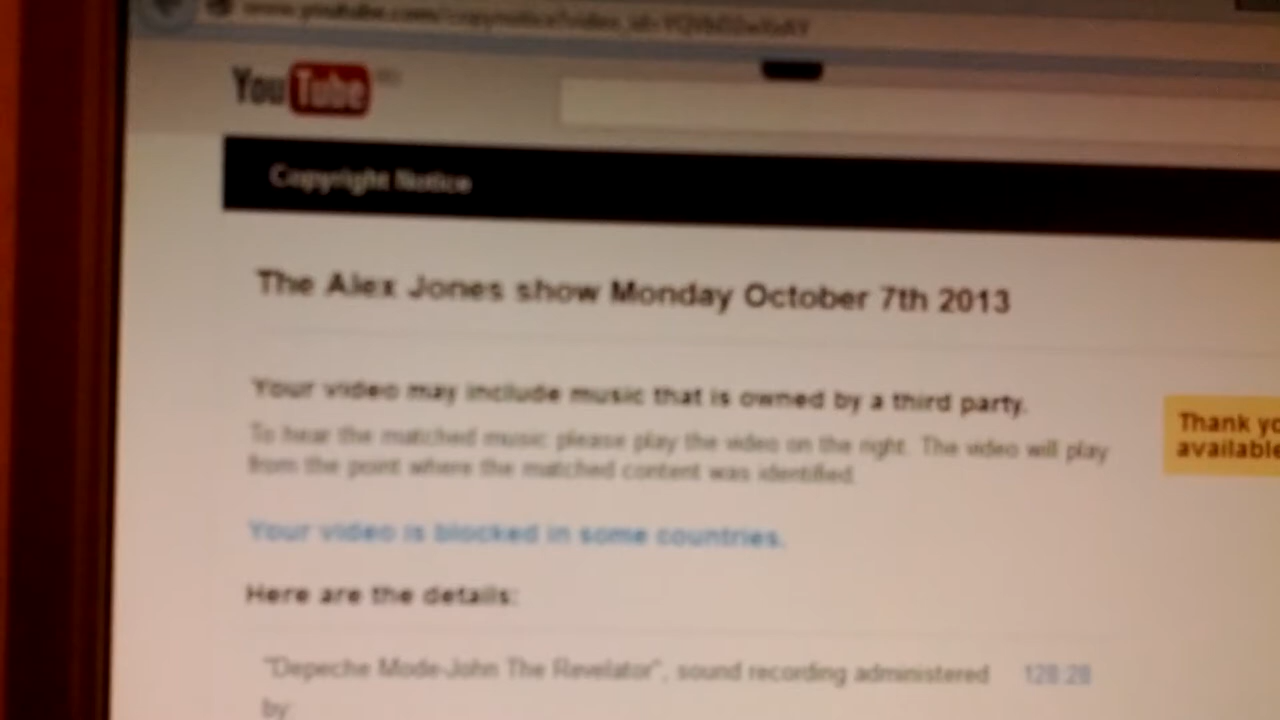 YouTube
Copyright Notice
The Alex Jones show Monday October 7th 2013
Your video may include music that is owned by a third party.
To hear the matched music please play the video on the right. The video will play
from the point where the matched content was identified.
Thank yo
available
Your video is blocked in some countries.
Here are the details:
"Depeche Mode-John The Revelator", sound recording administered 128:28
by: